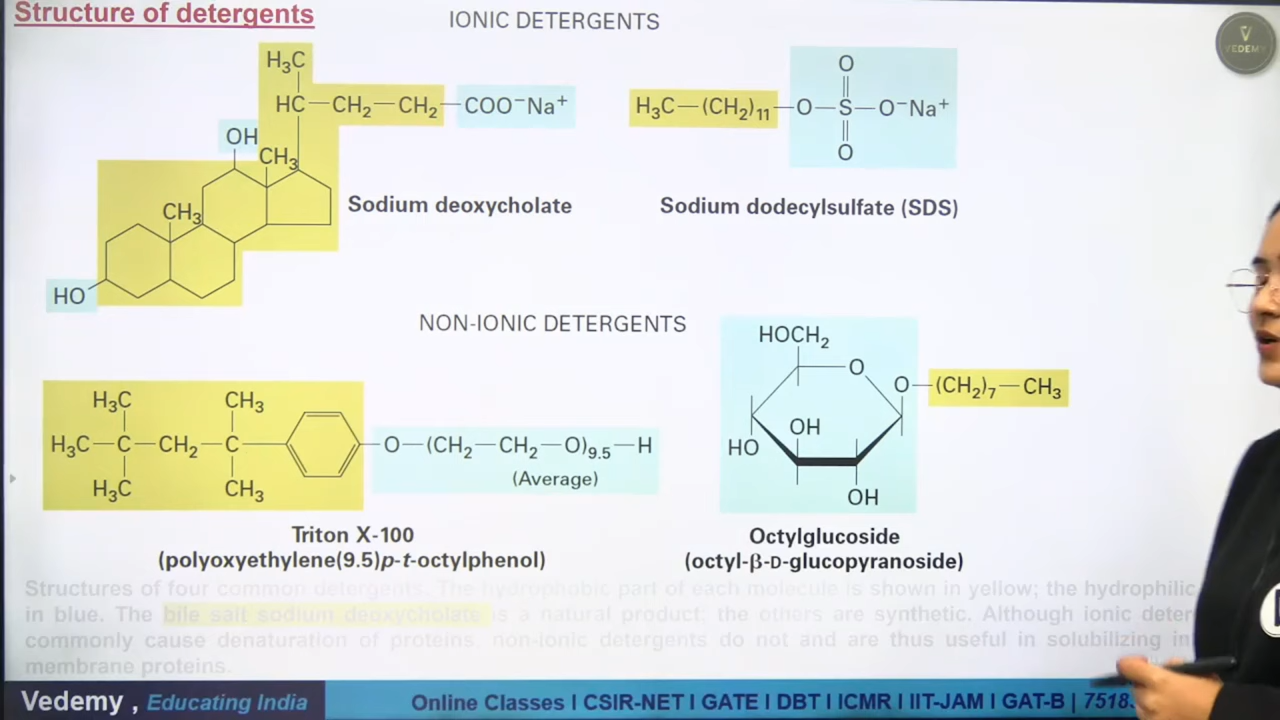 Structure of detergents
IONIC DETERGENTS
VEDEMY
H₃C
HC—CH₂—CH₂—COO⁻Na⁺
OH
CH₃
CH₃
HO
Sodium deoxycholate
O
H₃C—(CH₂)₁₁—O—S—O⁻Na⁺
O
Sodium dodecylsulfate (SDS)
NON-IONIC DETERGENTS
H₃C CH₃
H₃C—C—CH₂—C—O—(CH₂—CH₂—O)₉.₅—H
(Average)
H₃C CH₃
Triton X-100
(polyoxyethylene(9.5)p-t-octylphenol)
HOCH₂
O
O—(CH₂)₇—CH₃
OH
HO
OH
Octylglucoside
(octyl-β-D-glucopyranoside)
Structures of four common detergents. The hydrophobic part of each molecule is shown in yellow; the hydrophilic
in blue. The bile salt sodium deoxycholate is a natural product; the others are synthetic. Although ionic deter
commonly cause denaturation of proteins, non-ionic detergents do not and are thus useful in solubilizing in
membrane proteins.
Vedemy , Educating India
Online Classes I CSIR-NET I GATE I DBT I ICMR I IIT-JAM I GAT-B | 7518